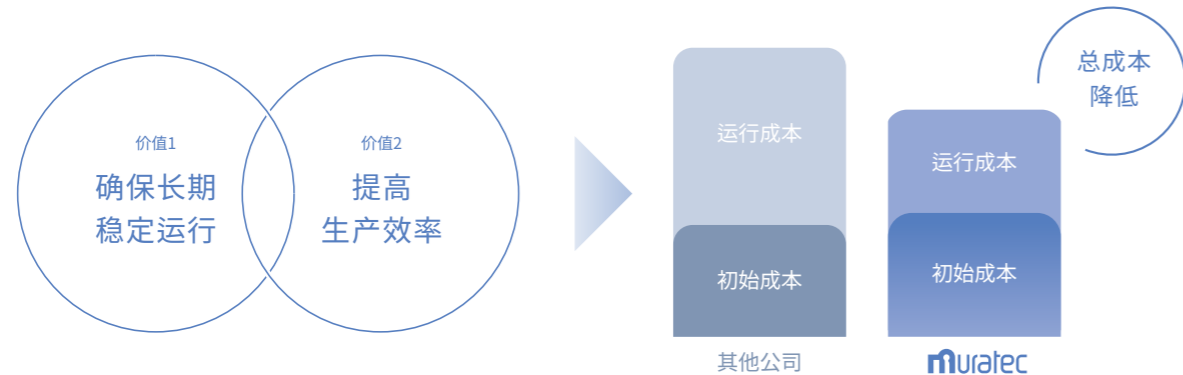 价值1
确保长期
稳定运行
价值2
提高
生产效率
运行成本
初始成本
其他公司
运行成本
初始成本
muratec
总成本
降低